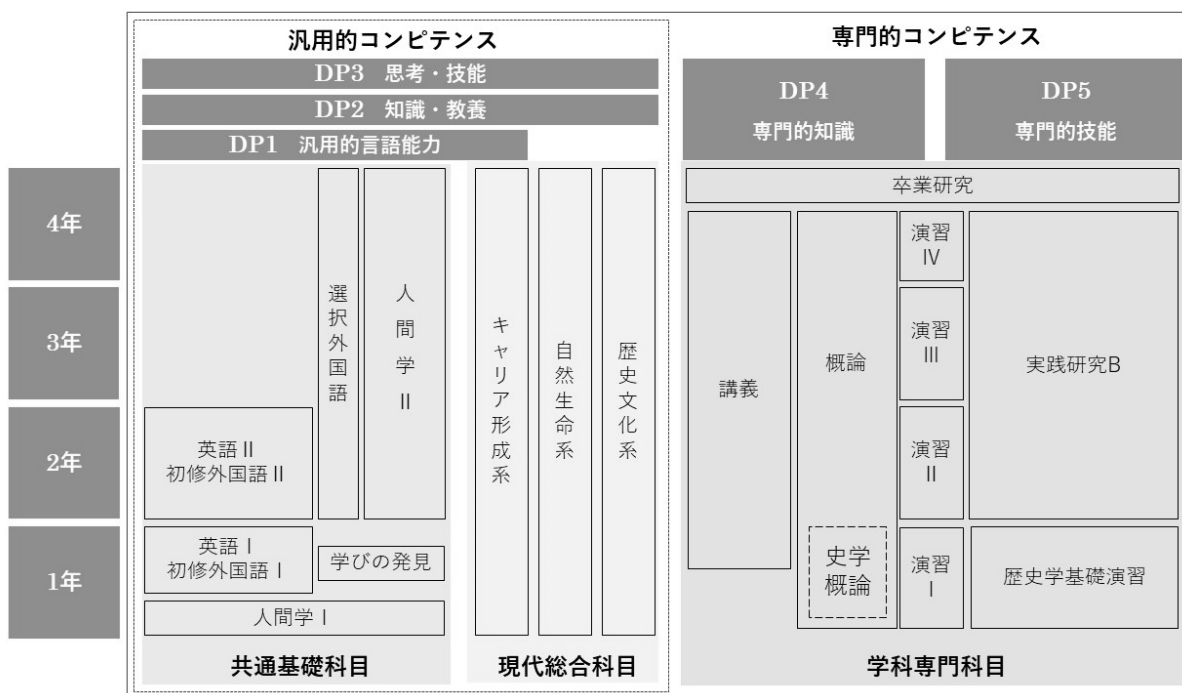 汎用的コンピテンス
専門的コンピテンス
DP3 思考・技能
DP2 知識・教養
DP1 汎用的言語能力
DP4
専門的知識
DP5
専門的技能
4年
3年
2年
1年
選択外国語
人間学Ⅱ
英語Ⅱ
初修外国語Ⅱ
英語Ⅰ
初修外国語Ⅰ
学びの発見
人間学Ⅰ
共通基礎科目
キャリア形成系
自然生命系
歴史文化系
現代総合科目
卒業研究
講義
概論
史学
概論
演習
Ⅳ
演習
Ⅲ
演習
Ⅱ
演習
Ⅰ
実践研究B
歴史学基礎演習
学科専門科目